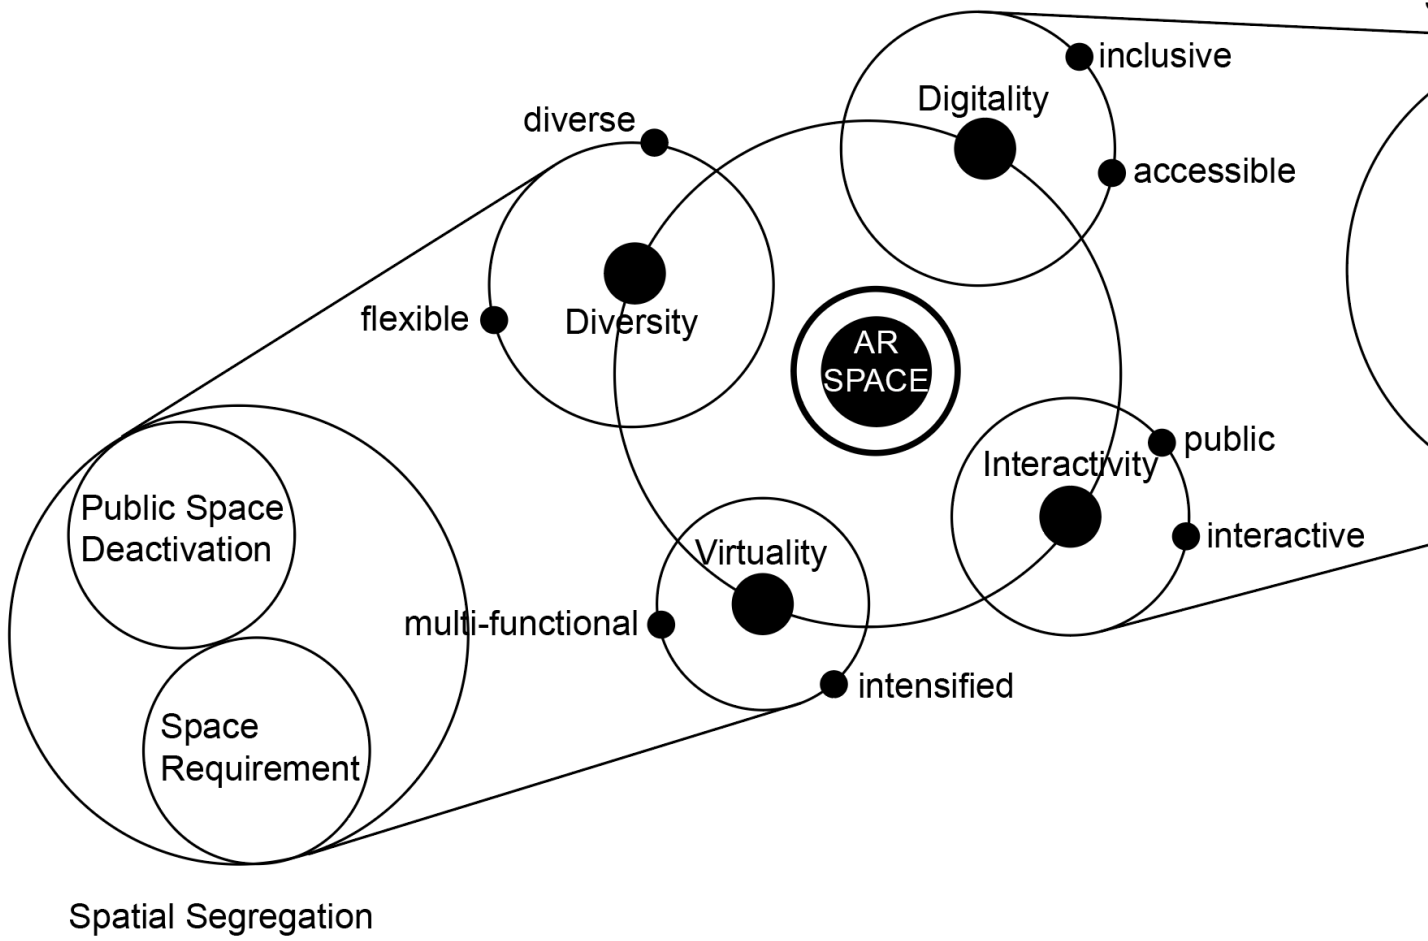 inclusive
Digitality
diverse
accessible
flexible
Diversity
AR
SPACE
public
Interactivity
Public Space
Deactivation
interactive
Virtuality
multi-functional
intensified
Space
Requirement
Spatial Segregation